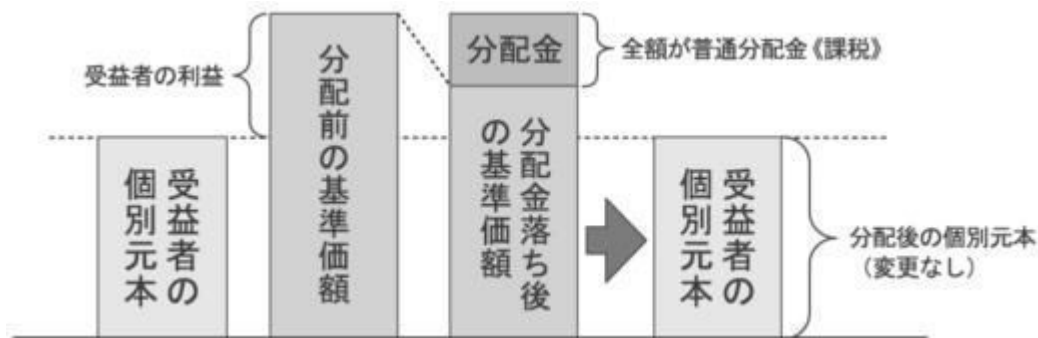 受益者の利益
受益者の
個別元本
分配前の基準価額
分配金
全額が普通分配金《課税》
分配金落ち後
の基準価額
受益者の
個別元本
分配後の個別元本
（変更なし）